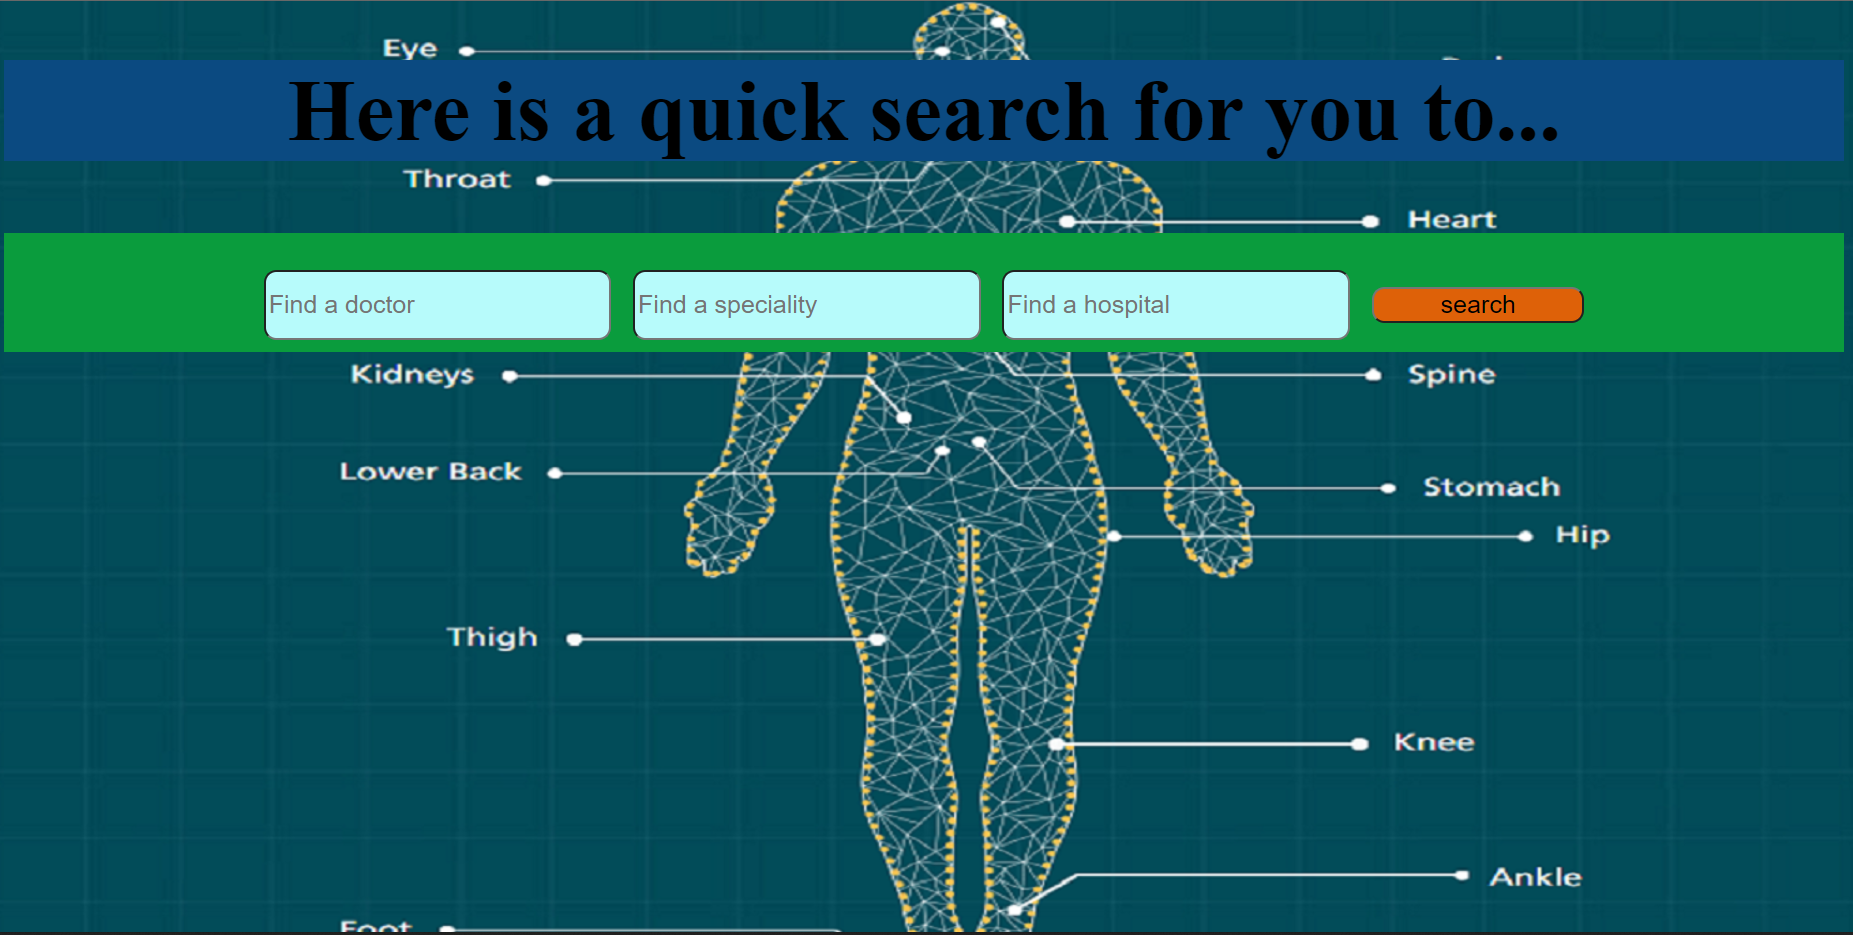 Eye
Here is a quick search for you to...
Throat
Heart
Find a doctor
Find a speciality
Find a hospital
search
Kidneys
Spine
Lower Back
Stomach
Hip
Thigh
Knee
Ankle
Foot